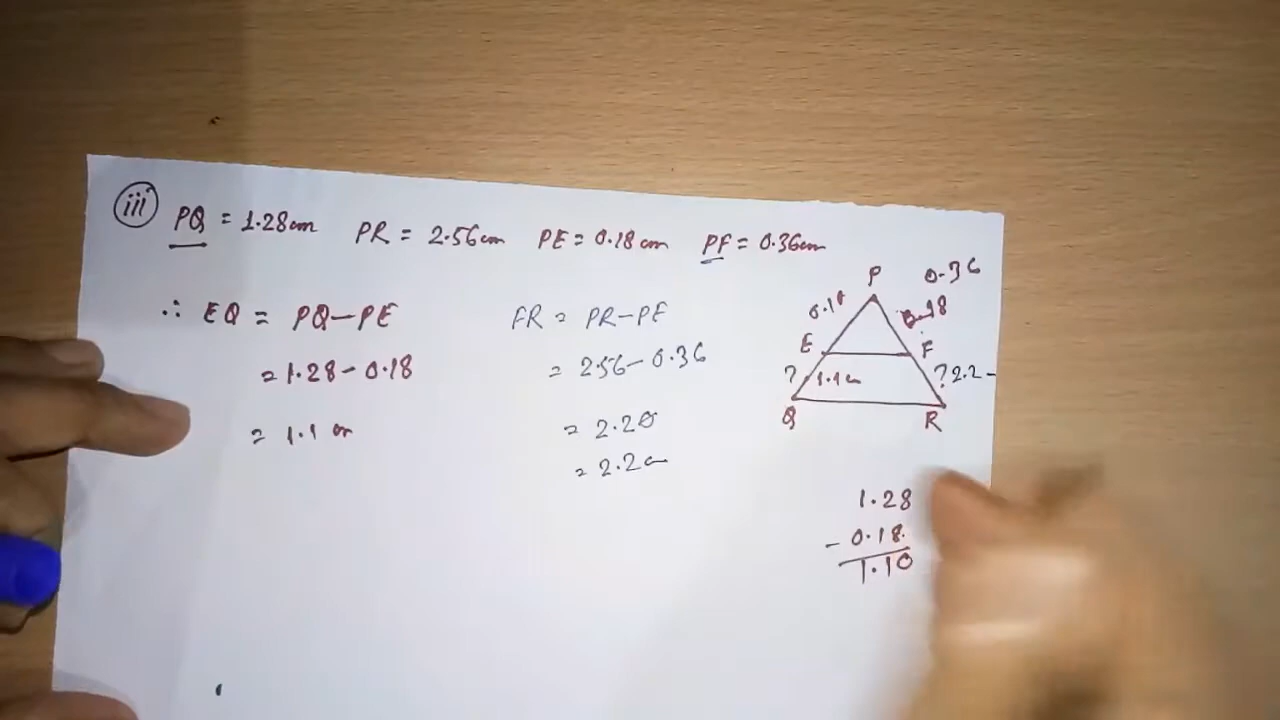 iii PQ = 1.28cm PR = 2.56cm PE = 0.18cm PF = 0.36cm
∴ EQ = PQ-PE
= 1.28-0.18
= 1.1 cm
FR = PR-PF
= 2.56-0.36
= 2.20
= 2.2cm
P
0.36
0.18
E
F
? 1.1cm
? 2.2
Q
R
1.28
- 0.18
1.10